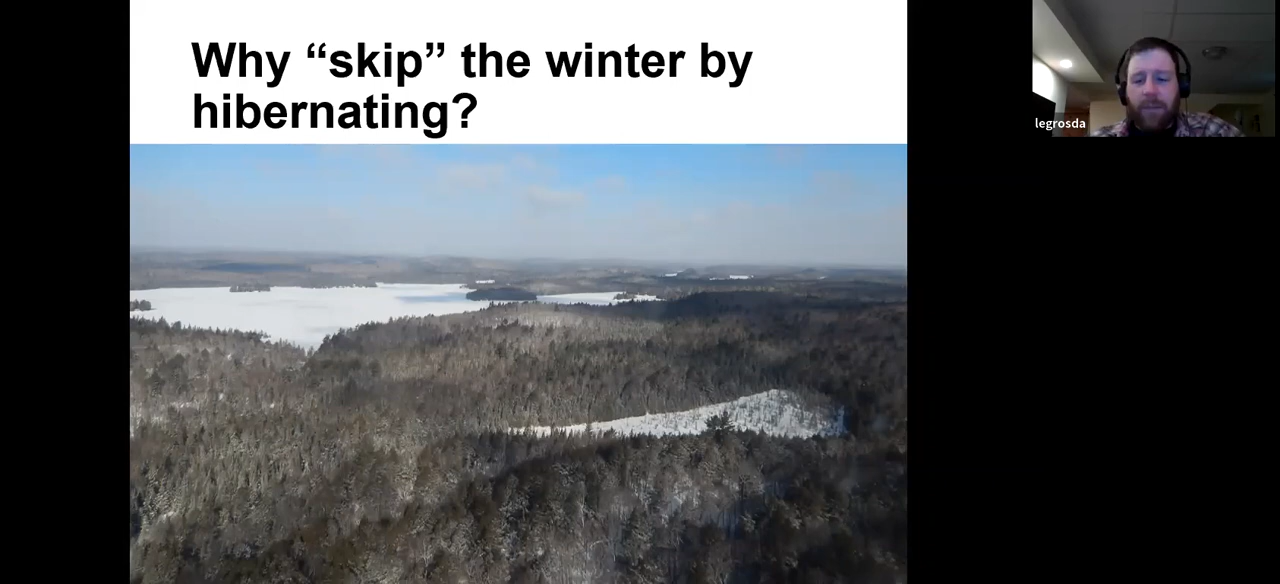 Why “skip” the winter by
hibernating?
legrosda